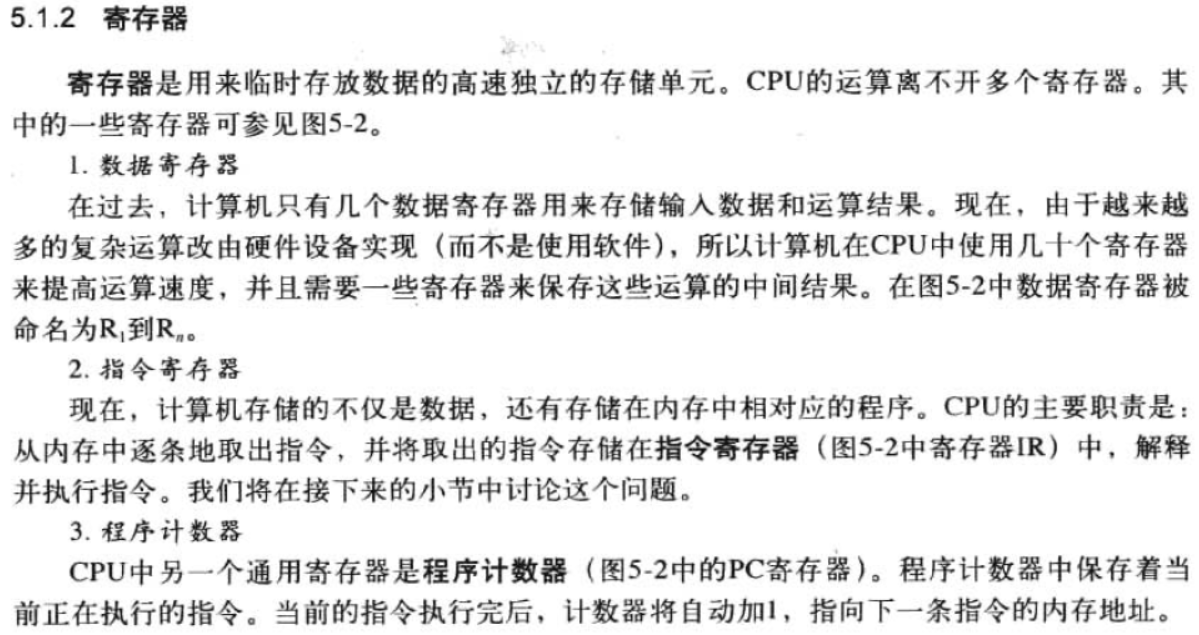 5.1.2 寄存器
寄存器是用来临时存放数据的高速独立的存储单元。CPU的运算离不开多个寄存器。其
中的一些寄存器可参见图5-2。
1. 数据寄存器
在过去，计算机只有几个数据寄存器用来存储输入数据和运算结果。现在，由于越来越
多的复杂运算改由硬件设备实现（而不是使用软件），所以计算机在CPU中使用几十个寄存器
来提高运算速度，并且需要一些寄存器来保存这些运算的中间结果。在图5-2中数据寄存器被
命名为R₁到Rₙ。
2. 指令寄存器
现在，计算机存储的不仅是数据，还有存储在内存中相对应的程序。CPU的主要职责是：
从内存中逐条地取出指令，并将取出的指令存储在指令寄存器（图5-2中寄存器IR）中，解释
并执行指令。我们将在接下来的小节中讨论这个问题。
3. 程序计数器
CPU中另一个通用寄存器是程序计数器（图5-2中的PC寄存器）。程序计数器中保存着当
前正在执行的指令。当前的指令执行完后，计数器将自动加1，指向下一条指令的内存地址。